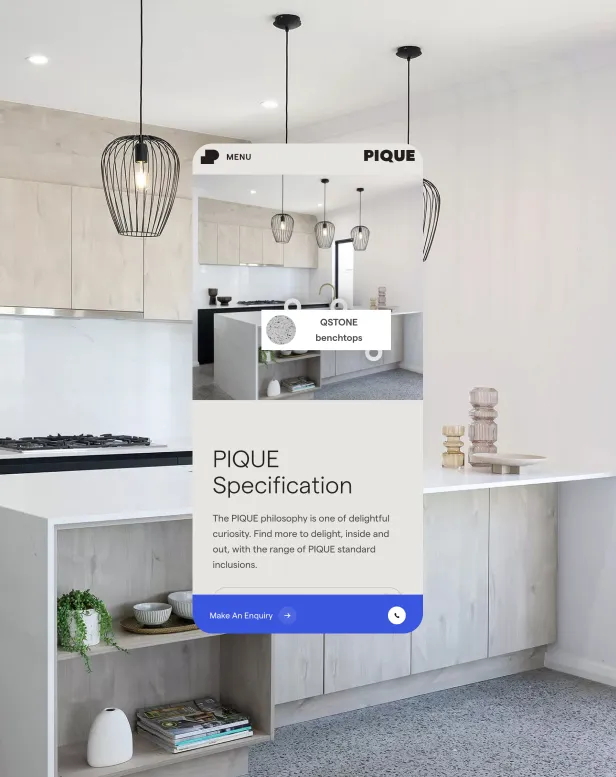 MENU
PIQUE
QSTONE
benchtops
PIQUE
Specification
The PIQUE philosophy is one of delightful
curiosity. Find more to delight, inside and
out, with the range of PIQUE standard
inclusions.
Make An Enquiry